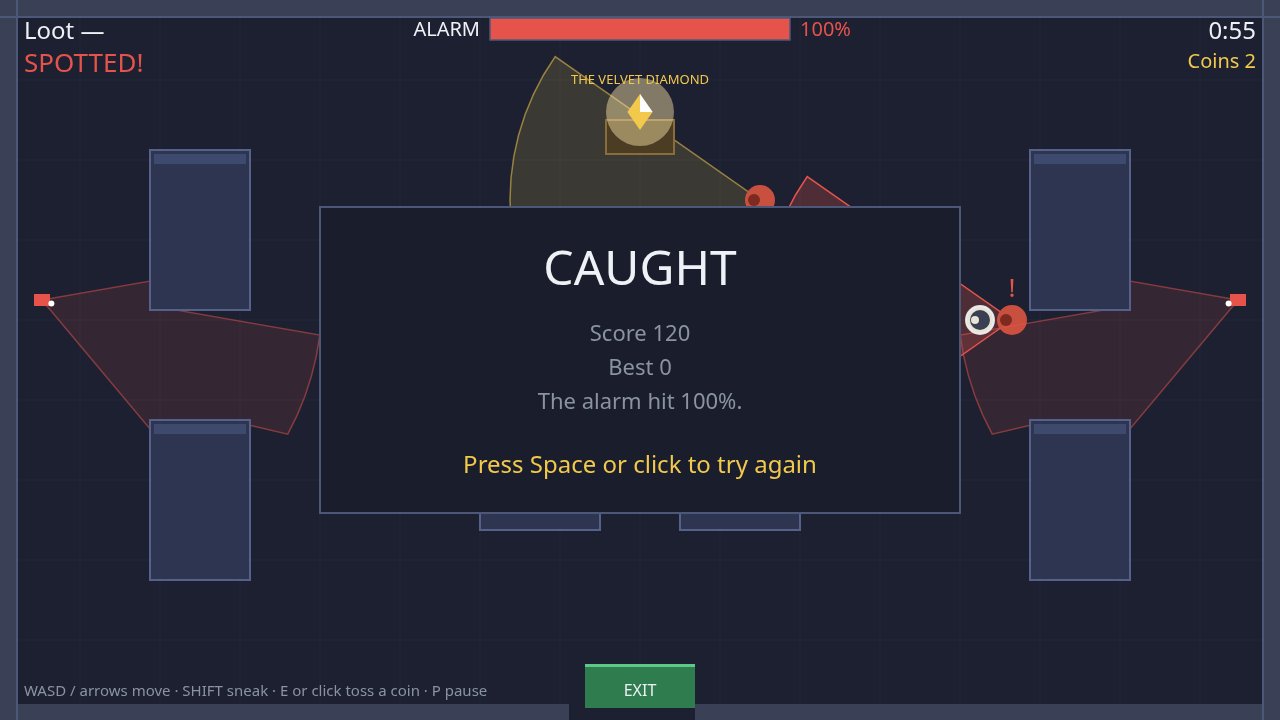 Loot —
ALARM
100%
0:55
SPOTTED!
Coins 2
THE VELVET DIAMOND
!
CAUGHT
Score 120
Best 0
The alarm hit 100%.
Press Space or click to try again
WASD / arrows move · SHIFT sneak · E or click toss a coin · P pause
EXIT